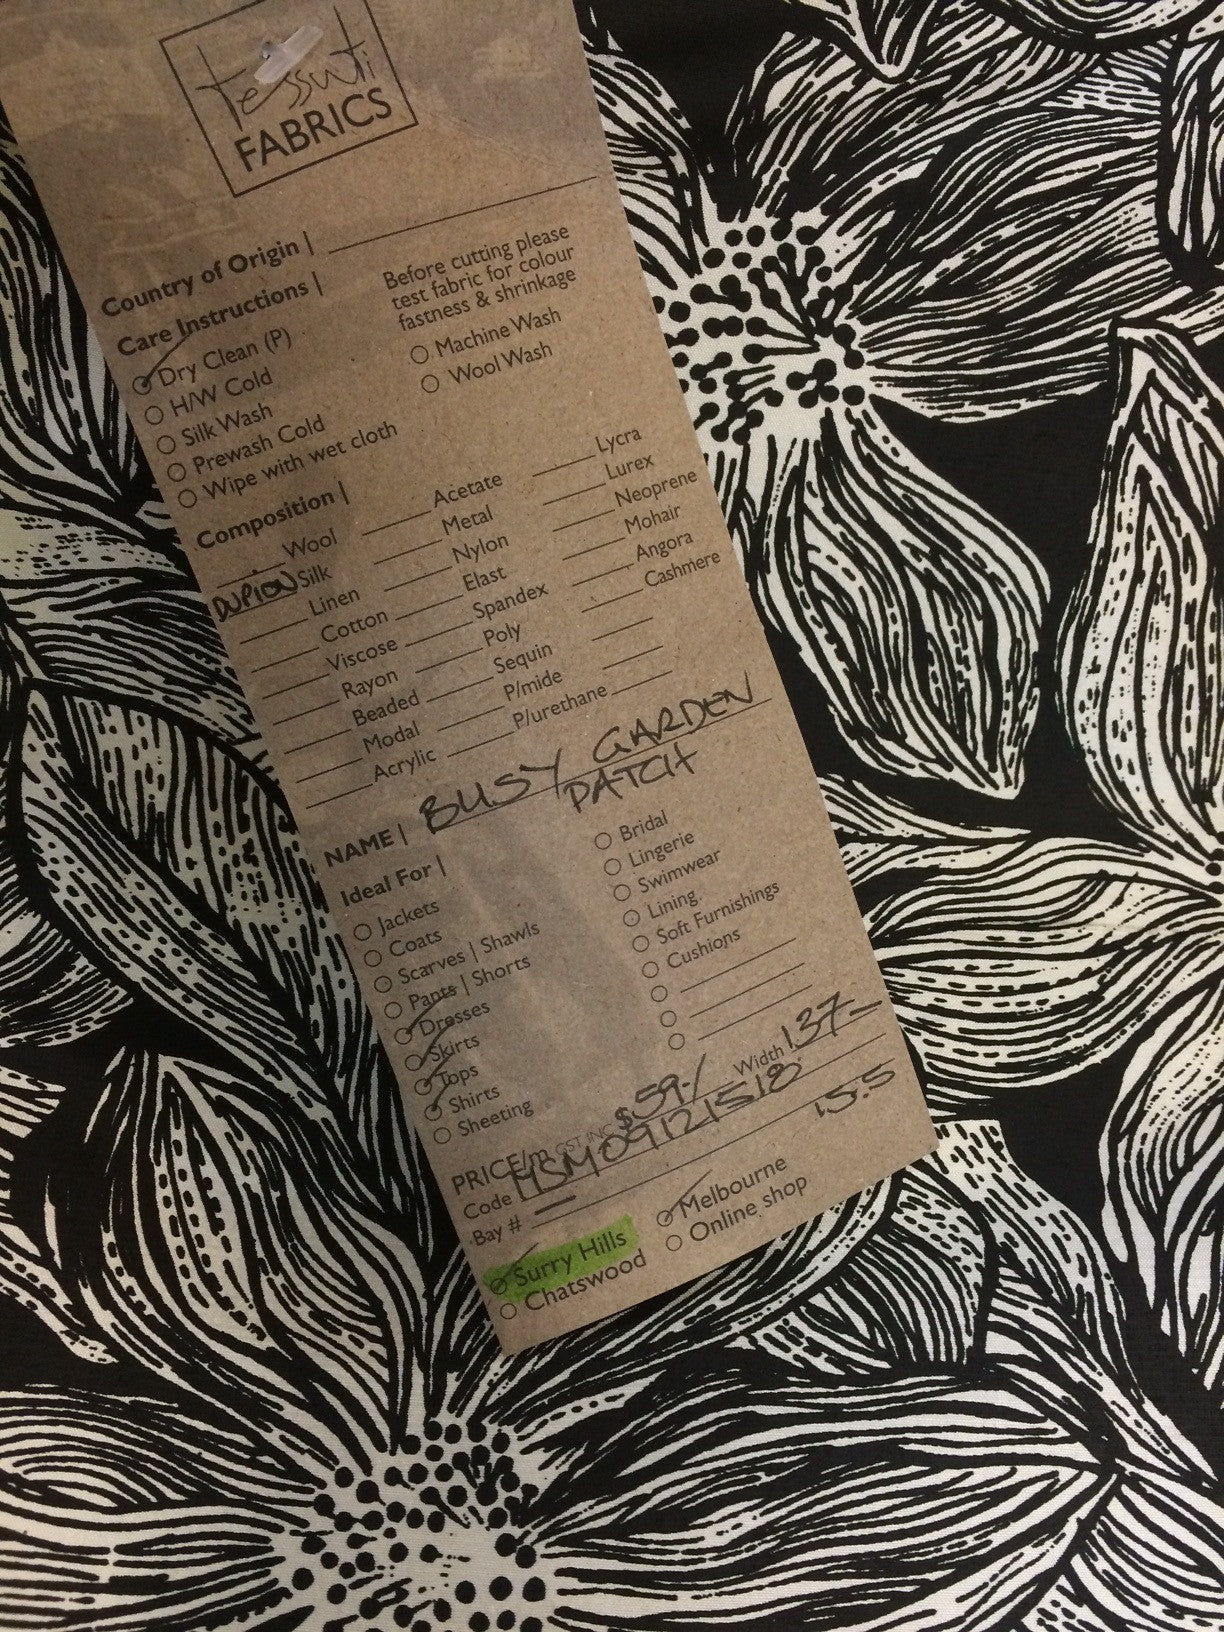 tessuti
FABRICS
Country of Origin |
Care Instructions |
Before cutting please
test fabric for colour
fastness & shrinkage
Dry Clean (P)
H/W Cold
Silk Wash
Prewash Cold
Wipe with wet cloth
Machine Wash
Wool Wash
Composition |
Wool
DUPION Silk
Linen
Cotton
Viscose
Rayon
Beaded
Modal
Acrylic
Acetate
Metal
Nylon
Elast
Spandex
Poly
Sequin
P/mide
P/urethane
Lycra
Lurex
Neoprene
Mohair
Angora
Cashmere
NAME | BUSY GARDEN
PATCH
Ideal For |
Jackets
Coats
Scarves | Shawls
Pants | Shorts
Dresses
Skirts
Tops
Shirts
Sheeting
Bridal
Lingerie
Swimwear
Lining
Soft Furnishings
Cushions
PRICE/m GST INC $59-/ Width 137-
Code HSM09121518
Bay # 15.5
Surry Hills
Chatswood
Melbourne
Online shop